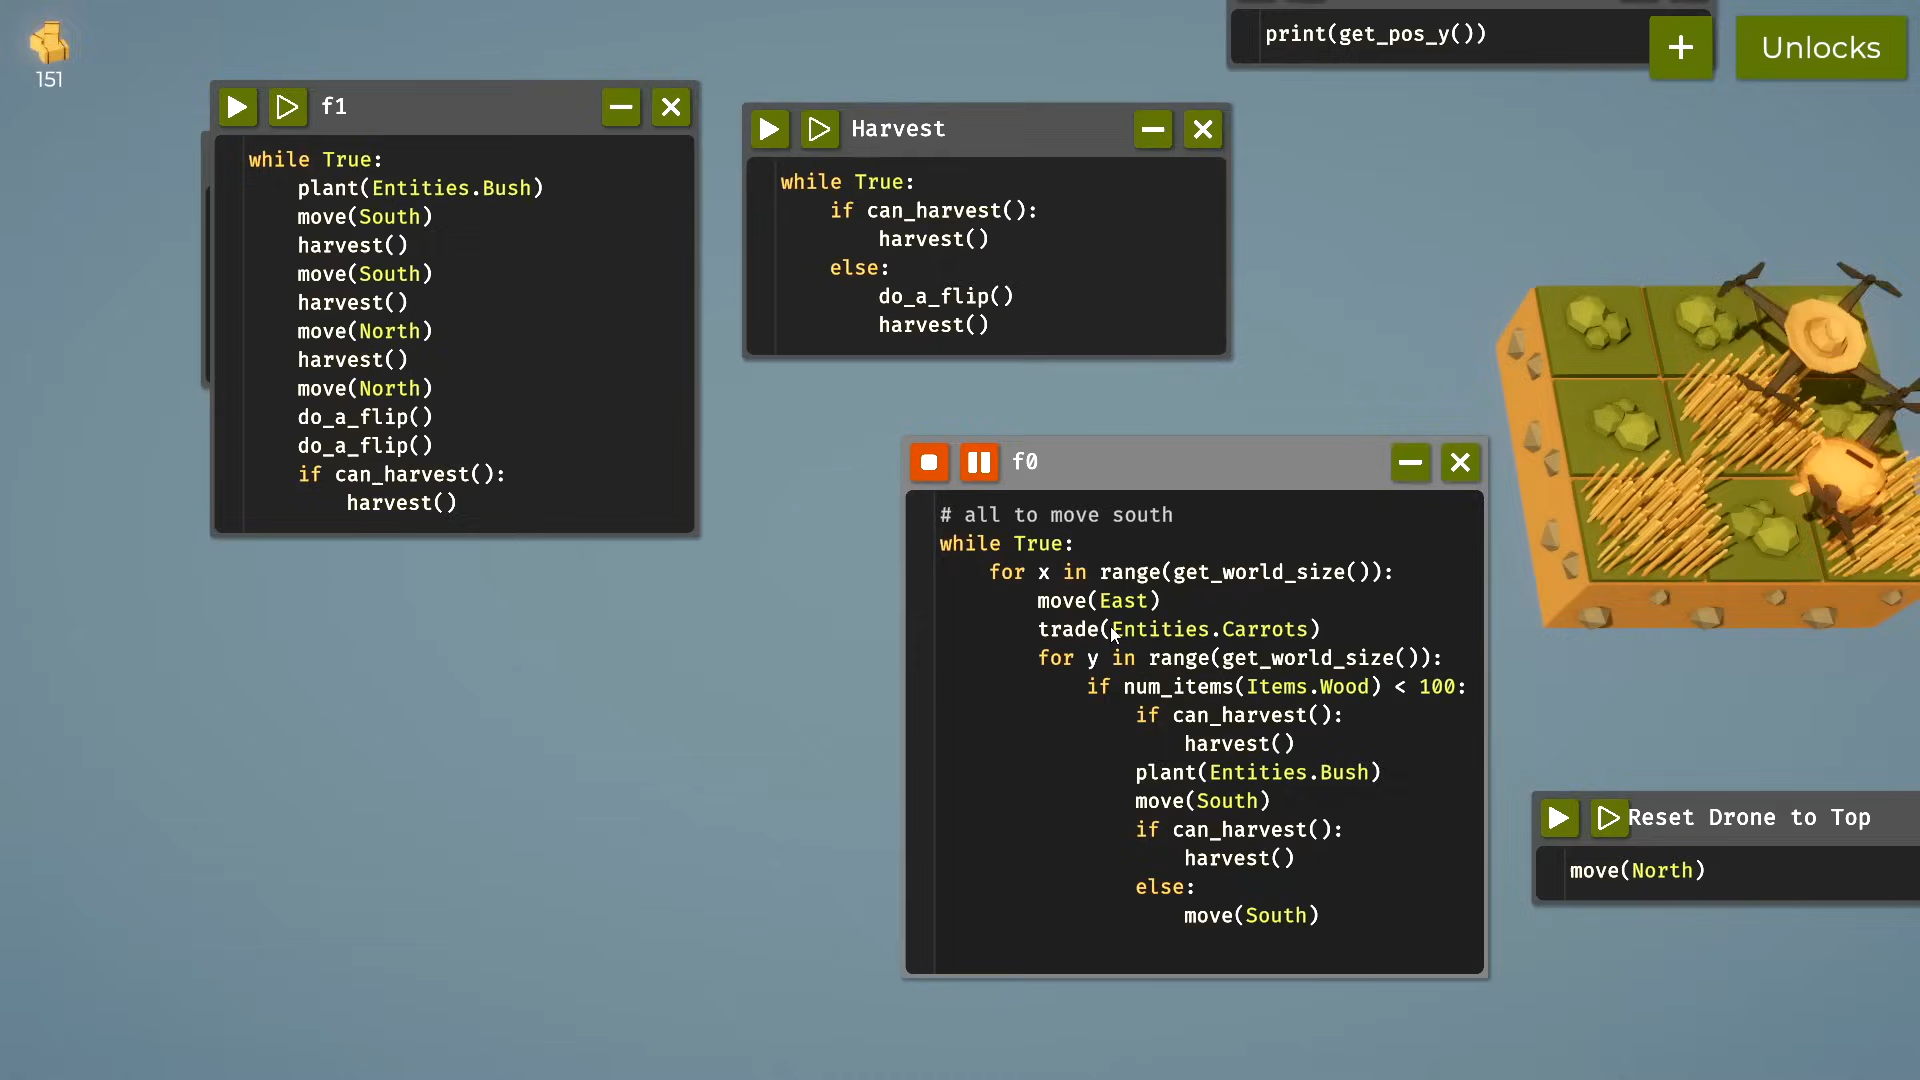 151
print(get_pos_y())
+
Unlocks
f1
while True:
    plant(Entities.Bush)
    move(South)
    harvest()
    move(South)
    harvest()
    move(North)
    harvest()
    move(North)
    do_a_flip()
    do_a_flip()
    if can_harvest():
        harvest()
Harvest
while True:
    if can_harvest():
        harvest()
    else:
        do_a_flip()
        harvest()
f0
# all to move south
while True:
    for x in range(get_world_size()):
        move(East)
        trade(Entities.Carrots)
        for y in range(get_world_size()):
            if num_items(Items.Wood) < 100:
                if can_harvest():
                    harvest()
                plant(Entities.Bush)
                move(South)
                if can_harvest():
                    harvest()
                else:
                    move(South)
Reset Drone to Top
move(North)